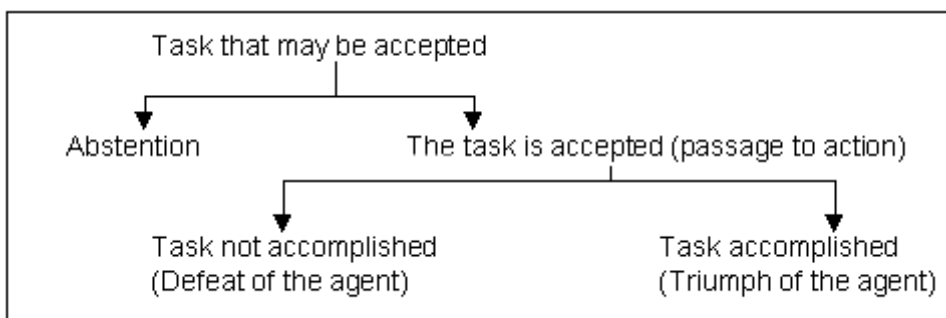 Task that may be accepted
Abstention
The task is accepted (passage to action)
Task not accomplished
(Defeat of the agent)
Task accomplished
(Triumph of the agent)